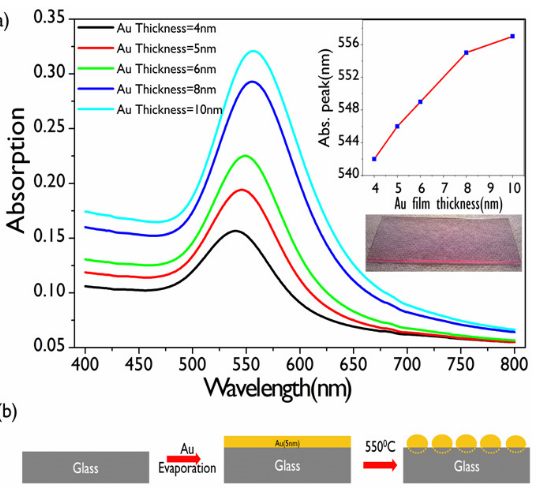 a)
Absorption
0.35
0.30
0.25
0.20
0.15
0.10
0.05
Au Thickness=4nm
Au Thickness=5nm
Au Thickness=6nm
Au Thickness=8nm
Au Thickness=10nm
Abs. peak(nm)
556
552
548
544
540
4 5 6 8 10
Au film thickness(nm)
400 450 500 550 600 650 700 750 800
Wavelength(nm)
(b)
Glass
Au
Evaporation
Au(5nm)
Glass
550⁰C
Glass